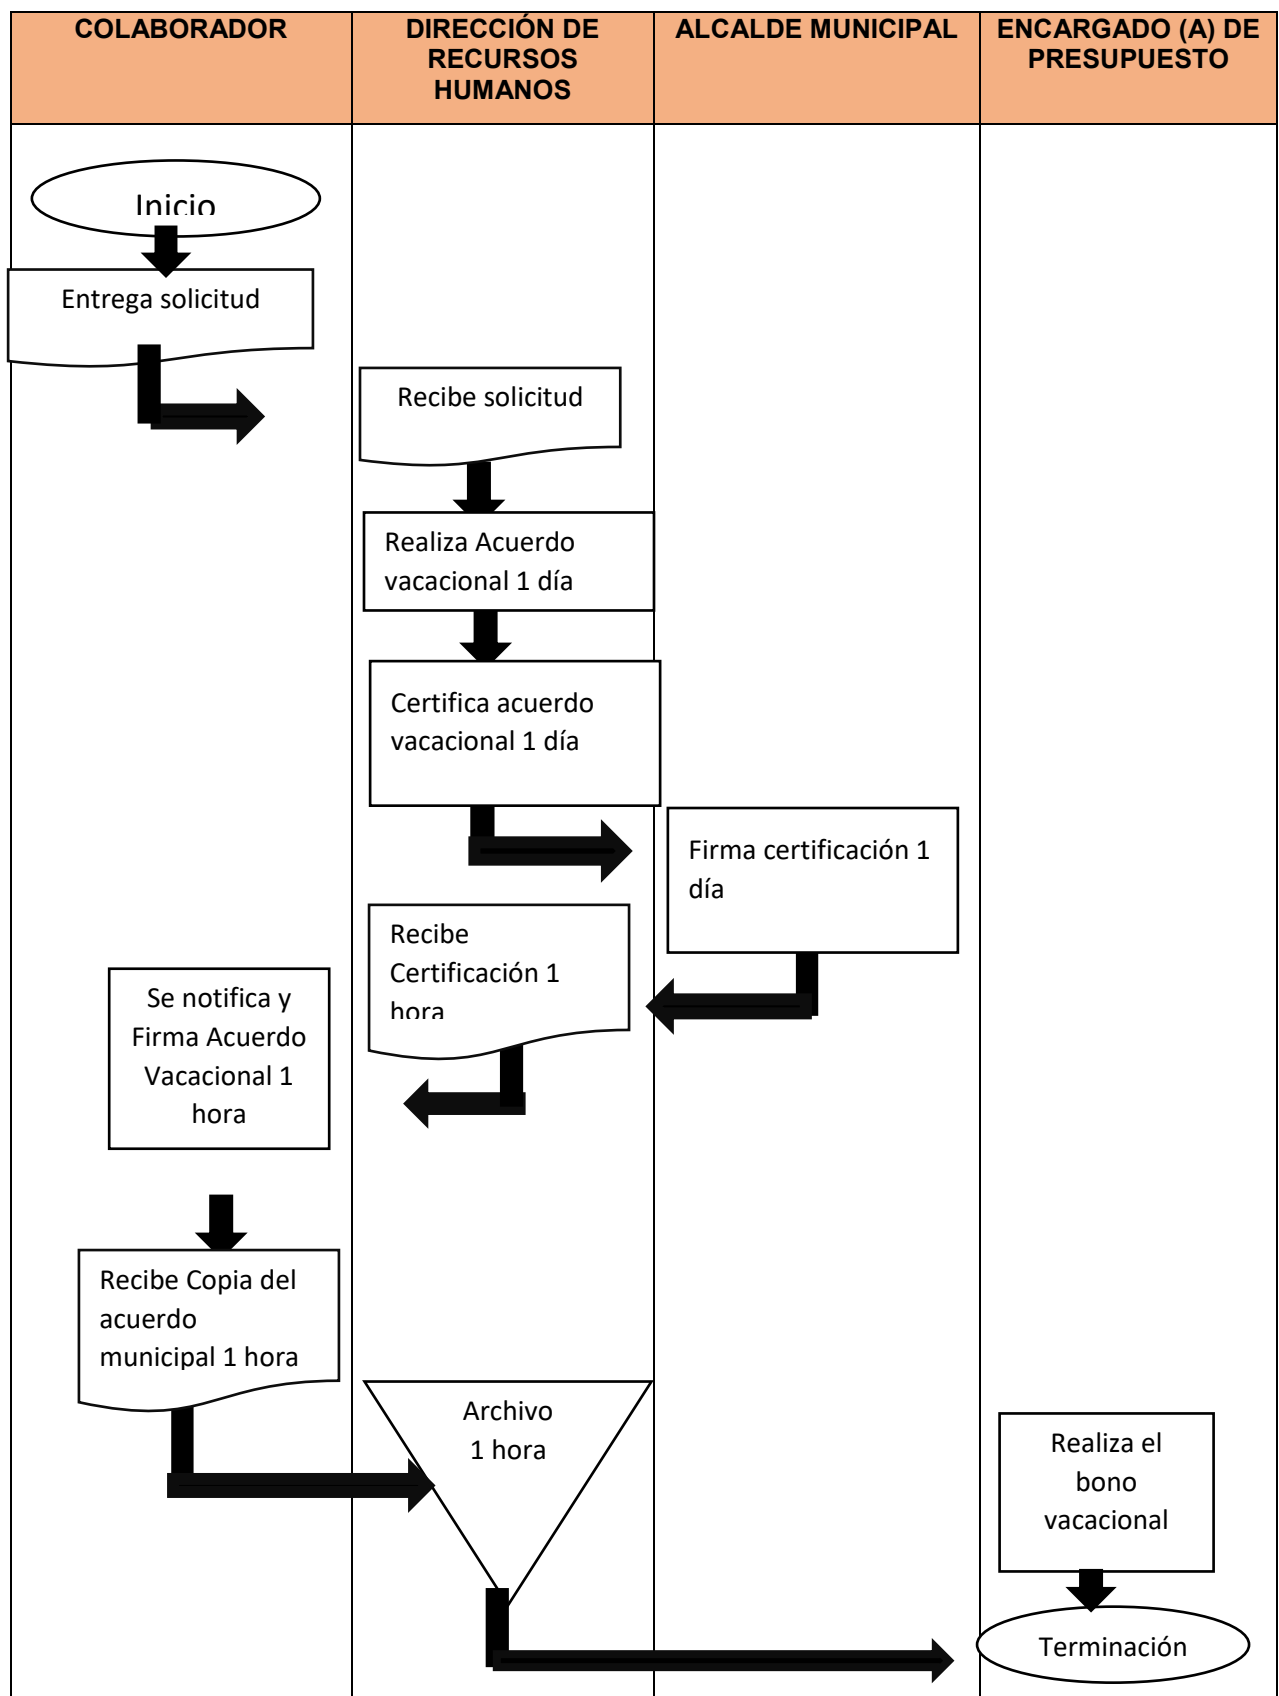 COLABORADOR
DIRECCIÓN DE
RECURSOS
HUMANOS
ALCALDE MUNICIPAL
ENCARGADO (A) DE
PRESUPUESTO
Inicio
Entrega solicitud
Recibe solicitud
Realiza Acuerdo
vacacional 1 día
Certifica acuerdo
vacacional 1 día
Firma certificación 1
día
Recibe
Certificación 1
hora
Se notifica y
Firma Acuerdo
Vacacional 1
hora
Recibe Copia del
acuerdo
municipal 1 hora
Archivo
1 hora
Realiza el
bono
vacacional
Terminación